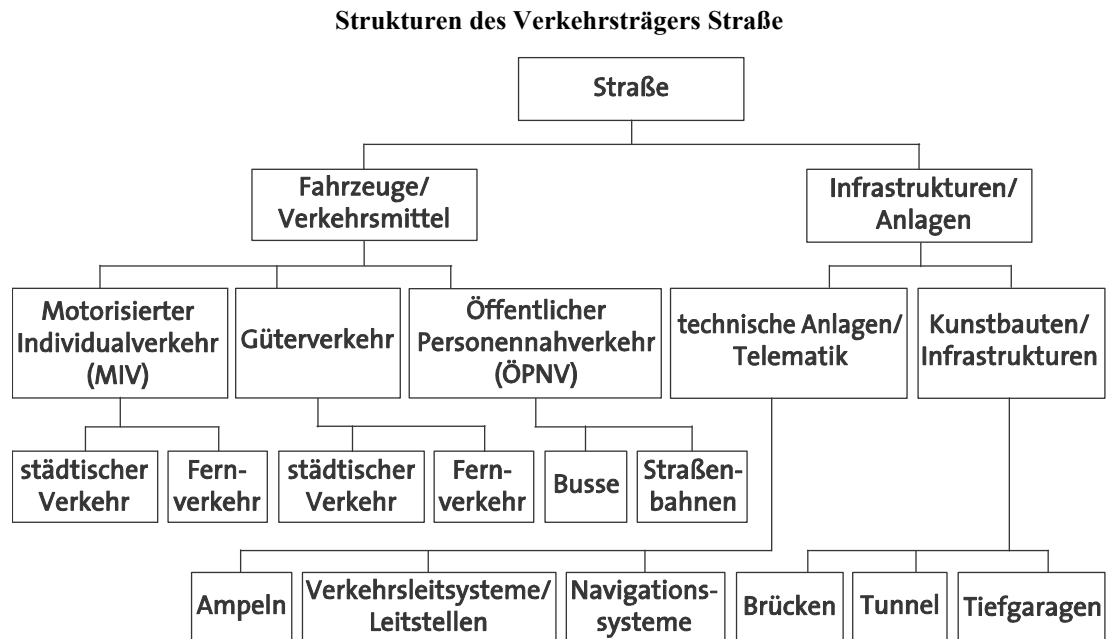 Strukturen des Verkehrsträgers Straße
Straße
Fahrzeuge/
Verkehrsmittel
Infrastrukturen/
Anlagen
Motorisierter
Individualverkehr
(MIV)
Güterverkehr
Öffentlicher
Personennahverkehr
(ÖPNV)
technische Anlagen/
Telematik
Kunstbauten/
Infrastrukturen
städtischer
Verkehr
Fern-
verkehr
städtischer
Verkehr
Fern-
verkehr
Busse
Straßen-
bahnen
Ampeln
Verkehrsleitsysteme/
Leitstellen
Navigations-
systeme
Brücken
Tunnel
Tiefgaragen